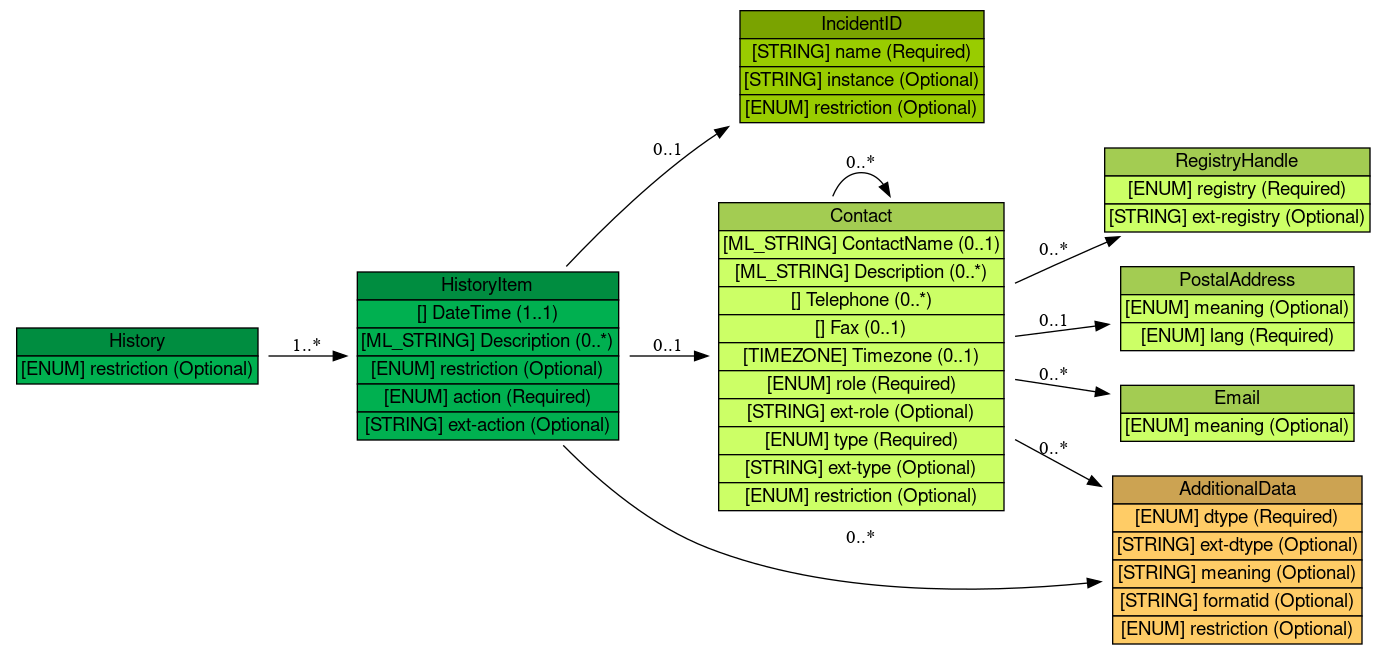 IncidentID
[STRING] name (Required)
[STRING] instance (Optional)
[ENUM] restriction (Optional)
0..1
0..*
Contact
[ML_STRING] ContactName (0..1)
[ML_STRING] Description (0..*)
[] Telephone (0..*)
[] Fax (0..1)
[TIMEZONE] Timezone (0..1)
[ENUM] role (Required)
[STRING] ext-role (Optional)
[ENUM] type (Required)
[STRING] ext-type (Optional)
[ENUM] restriction (Optional)
RegistryHandle
[ENUM] registry (Required)
[STRING] ext-registry (Optional)
0..*
PostalAddress
[ENUM] meaning (Optional)
[ENUM] lang (Required)
0..1
HistoryItem
[] DateTime (1..1)
[ML_STRING] Description (0..*)
[ENUM] restriction (Optional)
[ENUM] action (Required)
[STRING] ext-action (Optional)
0..1
History
[ENUM] restriction (Optional)
1..*
0..*
Email
[ENUM] meaning (Optional)
0..*
AdditionalData
[ENUM] dtype (Required)
[STRING] ext-dtype (Optional)
[STRING] meaning (Optional)
[STRING] formatid (Optional)
[ENUM] restriction (Optional)
0..*